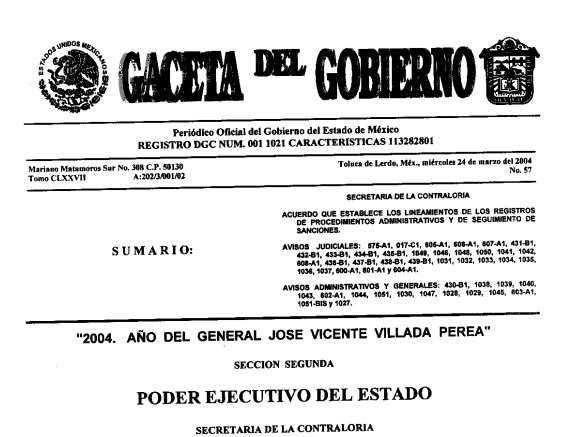 ESTADOS UNIDOS MEXICANOS
GACETA DEL GOBIERNO
Periódico Oficial del Gobierno del Estado de México
REGISTRO DGC NUM. 001 1021 CARACTERISTICAS 113282801
Mariano Matamoros Sur No. 308 C.P. 50130
Tomo CLXXVII A:202/3/001/02
Toluca de Lerdo, Méx., miércoles 24 de marzo del 2004
No. 57
SUMARIO:
SECRETARIA DE LA CONTRALORIA
ACUERDO QUE ESTABLECE LOS LINEAMIENTOS DE LOS REGISTROS
DE PROCEDIMIENTOS ADMINISTRATIVOS Y DE SEGUIMIENTO DE
SANCIONES.
AVISOS JUDICIALES: 575-A1, 017-C1, 605-A1, 606-A1, 607-A1, 431-B1,
432-B1, 433-B1, 434-B1, 435-B1, 1049, 1046, 1048, 1050, 1041, 1042,
608-A1, 436-B1, 437-B1, 438-B1, 439-B1, 1031, 1032, 1033, 1034, 1035,
1036, 1037, 600-A1, 601-A1 y 604-A1.
AVISOS ADMINISTRATIVOS Y GENERALES: 430-B1, 1038, 1039, 1040,
1043, 602-A1, 1044, 1051, 1030, 1047, 1028, 1029, 1045, 603-A1,
1051-BIS y 1027.
"2004. AÑO DEL GENERAL JOSE VICENTE VILLADA PEREA"
SECCION SEGUNDA
PODER EJECUTIVO DEL ESTADO
SECRETARIA DE LA CONTRALORIA